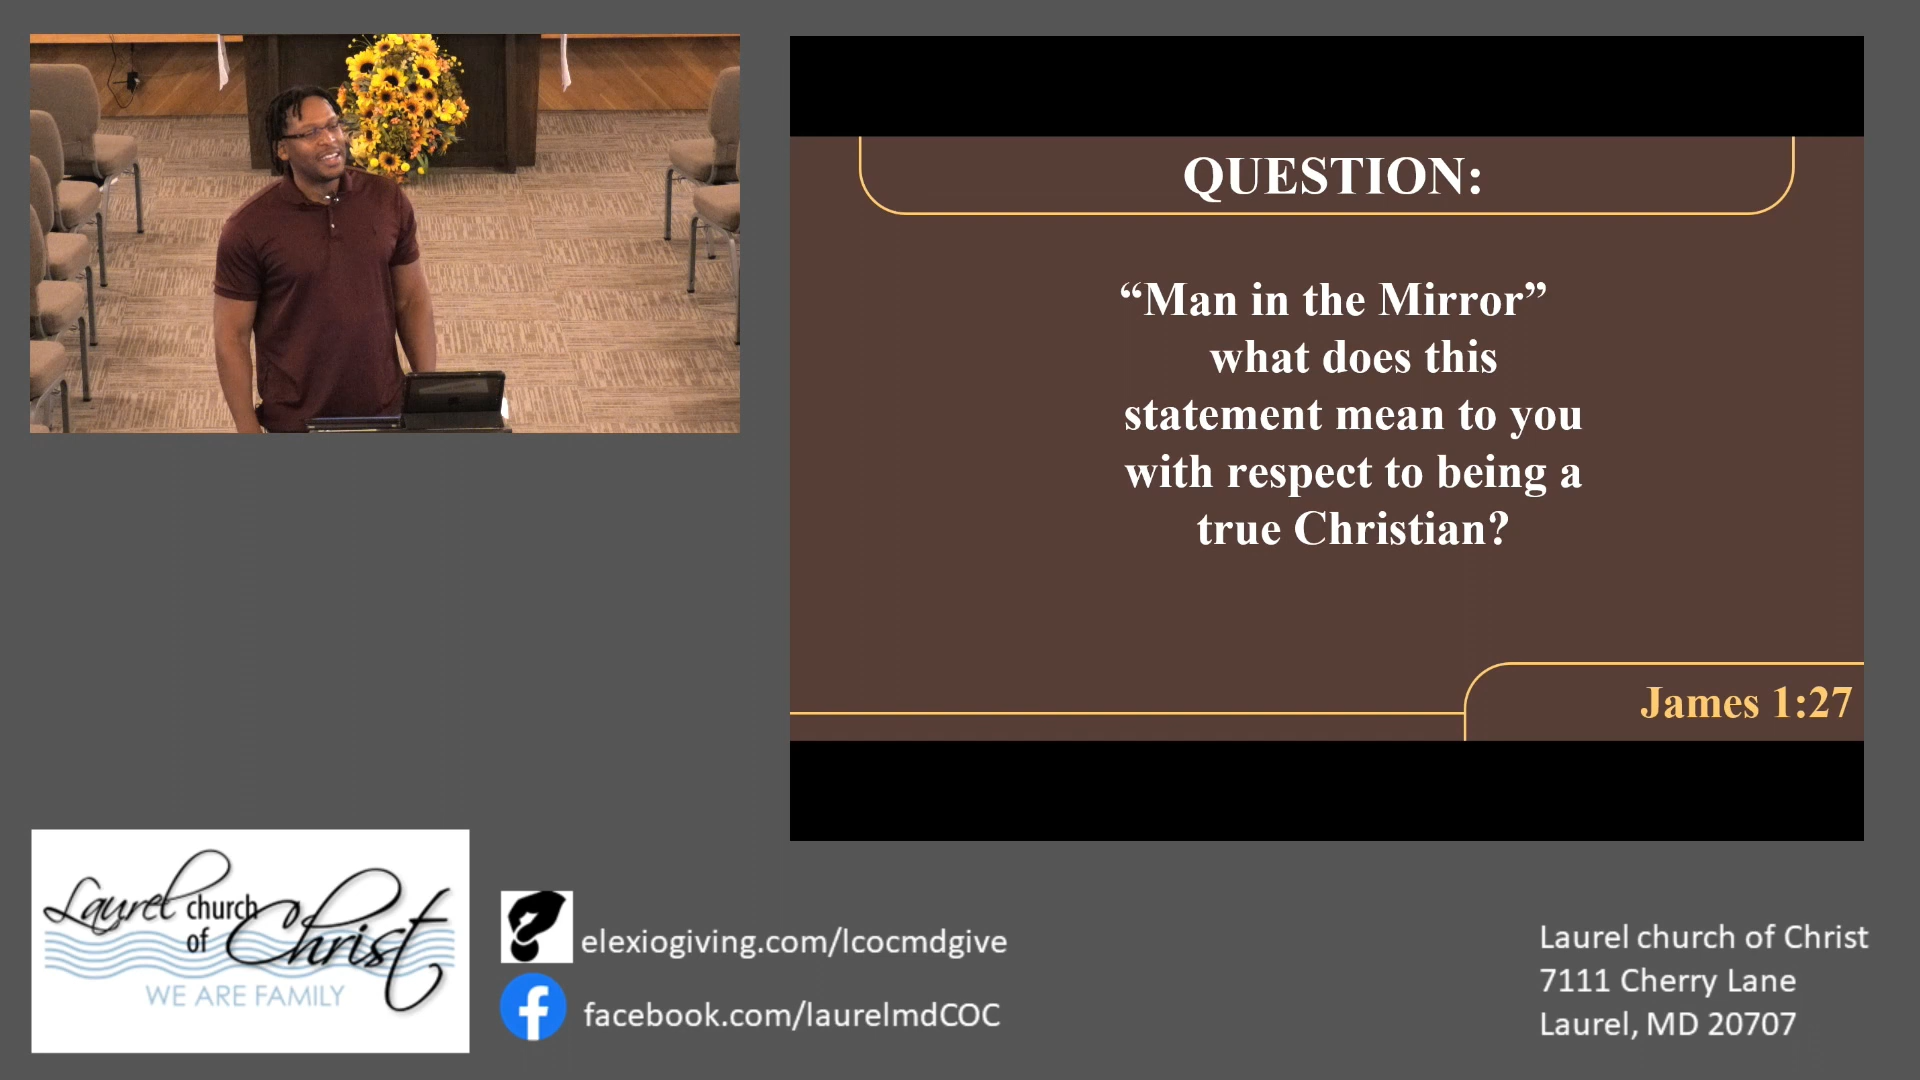 QUESTION:
“Man in the Mirror”
what does this
statement mean to you
with respect to being a
true Christian?
James 1:27
Laurel church
of Christ
WE ARE FAMILY
elexiogiving.com/lcocmdgive
facebook.com/laurelmdCOC
Laurel church of Christ
7111 Cherry Lane
Laurel, MD 20707